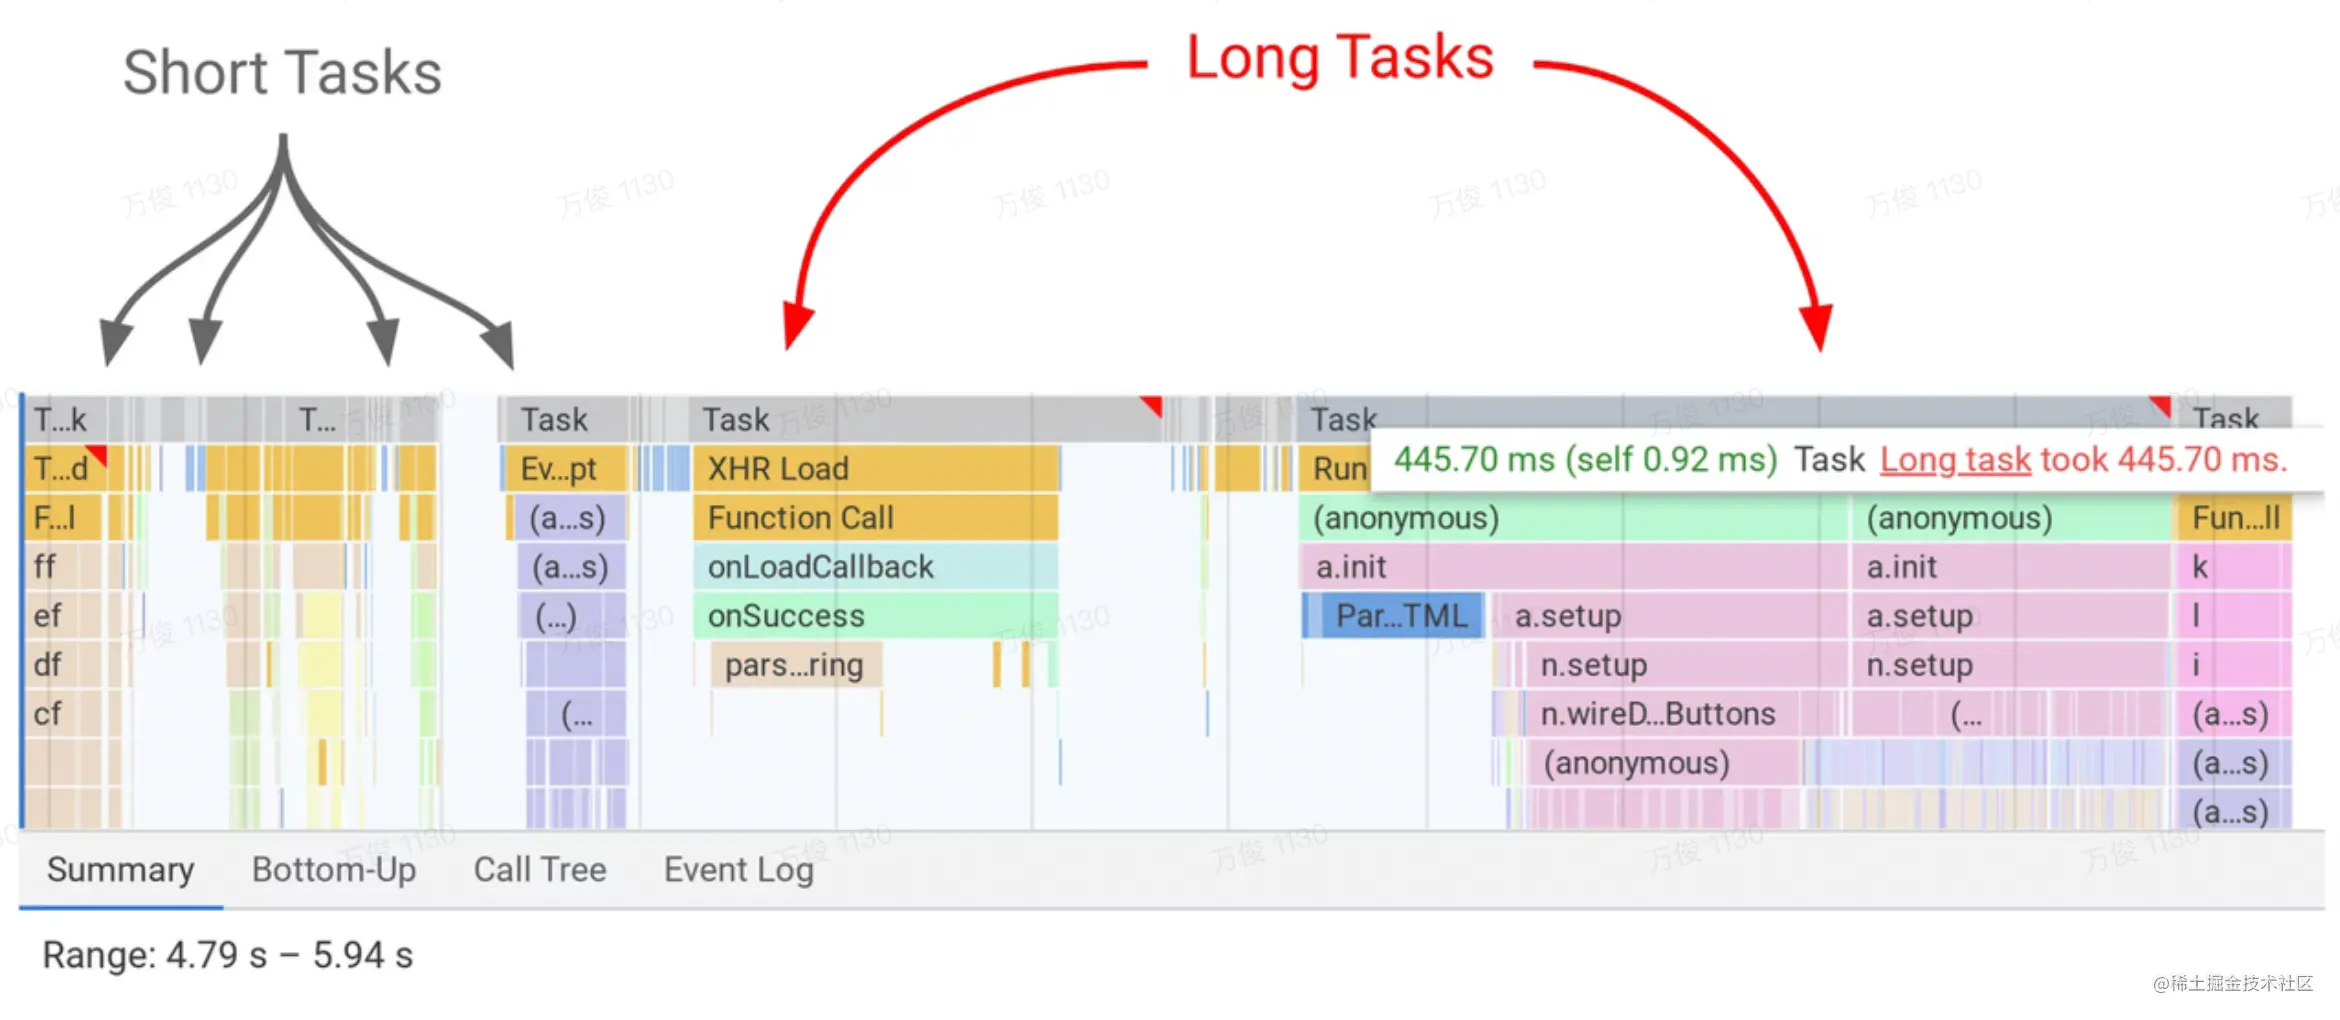 Short Tasks
Long Tasks
T...k T... Task Task Task Task
T...d Ev...pt XHR Load Run
445.70 ms (self 0.92 ms) Task Long task took 445.70 ms.
F...l (a...s) Function Call (anonymous) (anonymous) Fun...ll
ff (a...s) onLoadCallback a.init a.init k
ef (...) onSuccess Par...TML a.setup a.setup l
df pars...ring n.setup n.setup i
cf (... n.wireD...Buttons (... (a...s)
(anonymous) (a...s)
(a...s)
Summary Bottom-Up Call Tree Event Log
Range: 4.79 s – 5.94 s
万俊 1130
@稀土掘金技术社区